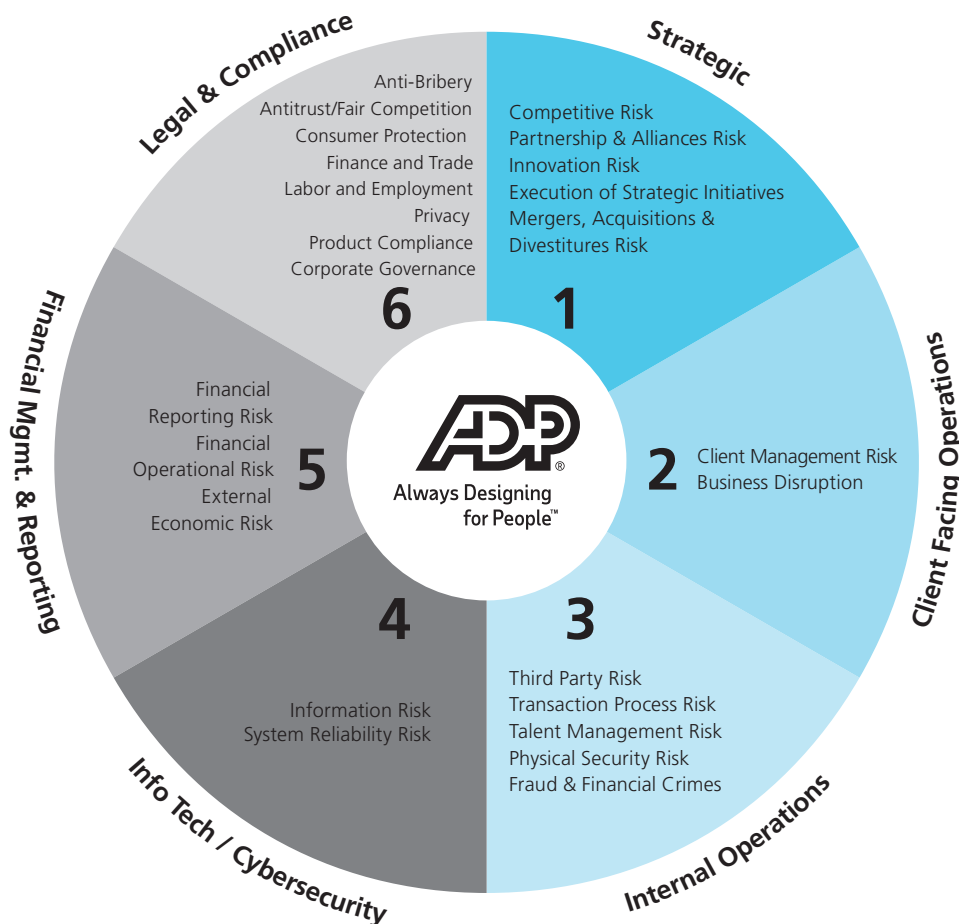 Strategic
Competitive Risk
Partnership & Alliances Risk
Innovation Risk
Execution of Strategic Initiatives
Mergers, Acquisitions &
Divestitures Risk
1
Client Facing Operations
2
Client Management Risk
Business Disruption
Internal Operations
3
Third Party Risk
Transaction Process Risk
Talent Management Risk
Physical Security Risk
Fraud & Financial Crimes
Info Tech / Cybersecurity
4
Information Risk
System Reliability Risk
Financial Mgmt. & Reporting
5
Financial
Reporting Risk
Financial
Operational Risk
External
Economic Risk
Legal & Compliance
Anti-Bribery
Antitrust/Fair Competition
Consumer Protection
Finance and Trade
Labor and Employment
Privacy
Product Compliance
Corporate Governance
6
ADP®
Always Designing
for People™